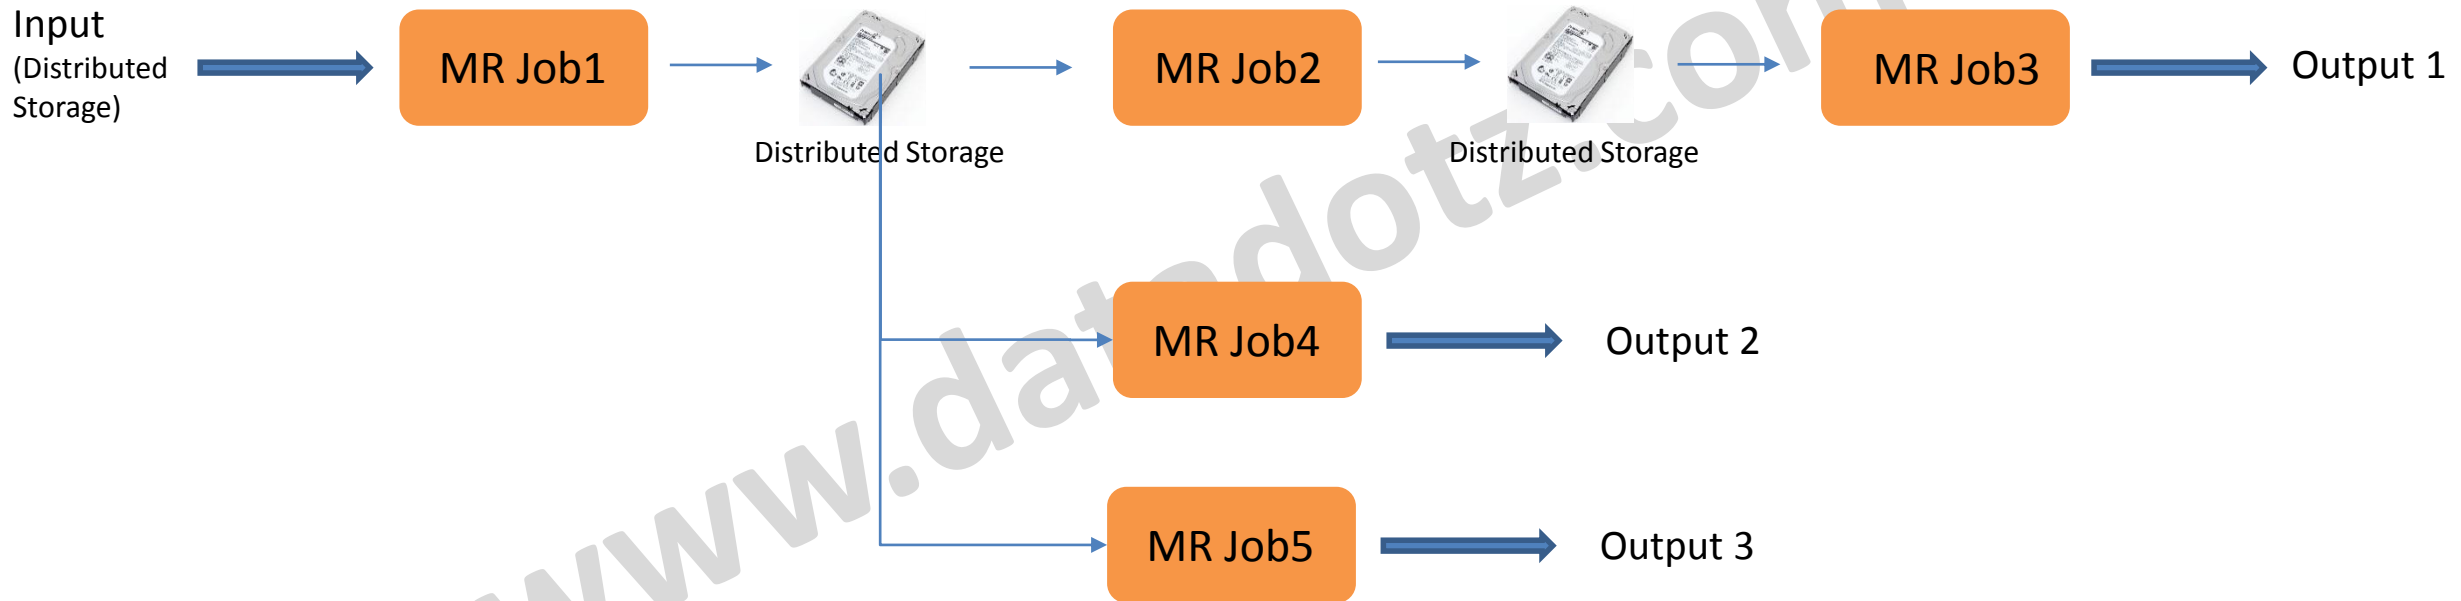 Input
(Distributed
Storage)
MR Job1
Distributed Storage
MR Job2
Distributed Storage
MR Job3
Output 1
MR Job4
Output 2
MR Job5
Output 3
www.datadotz.com